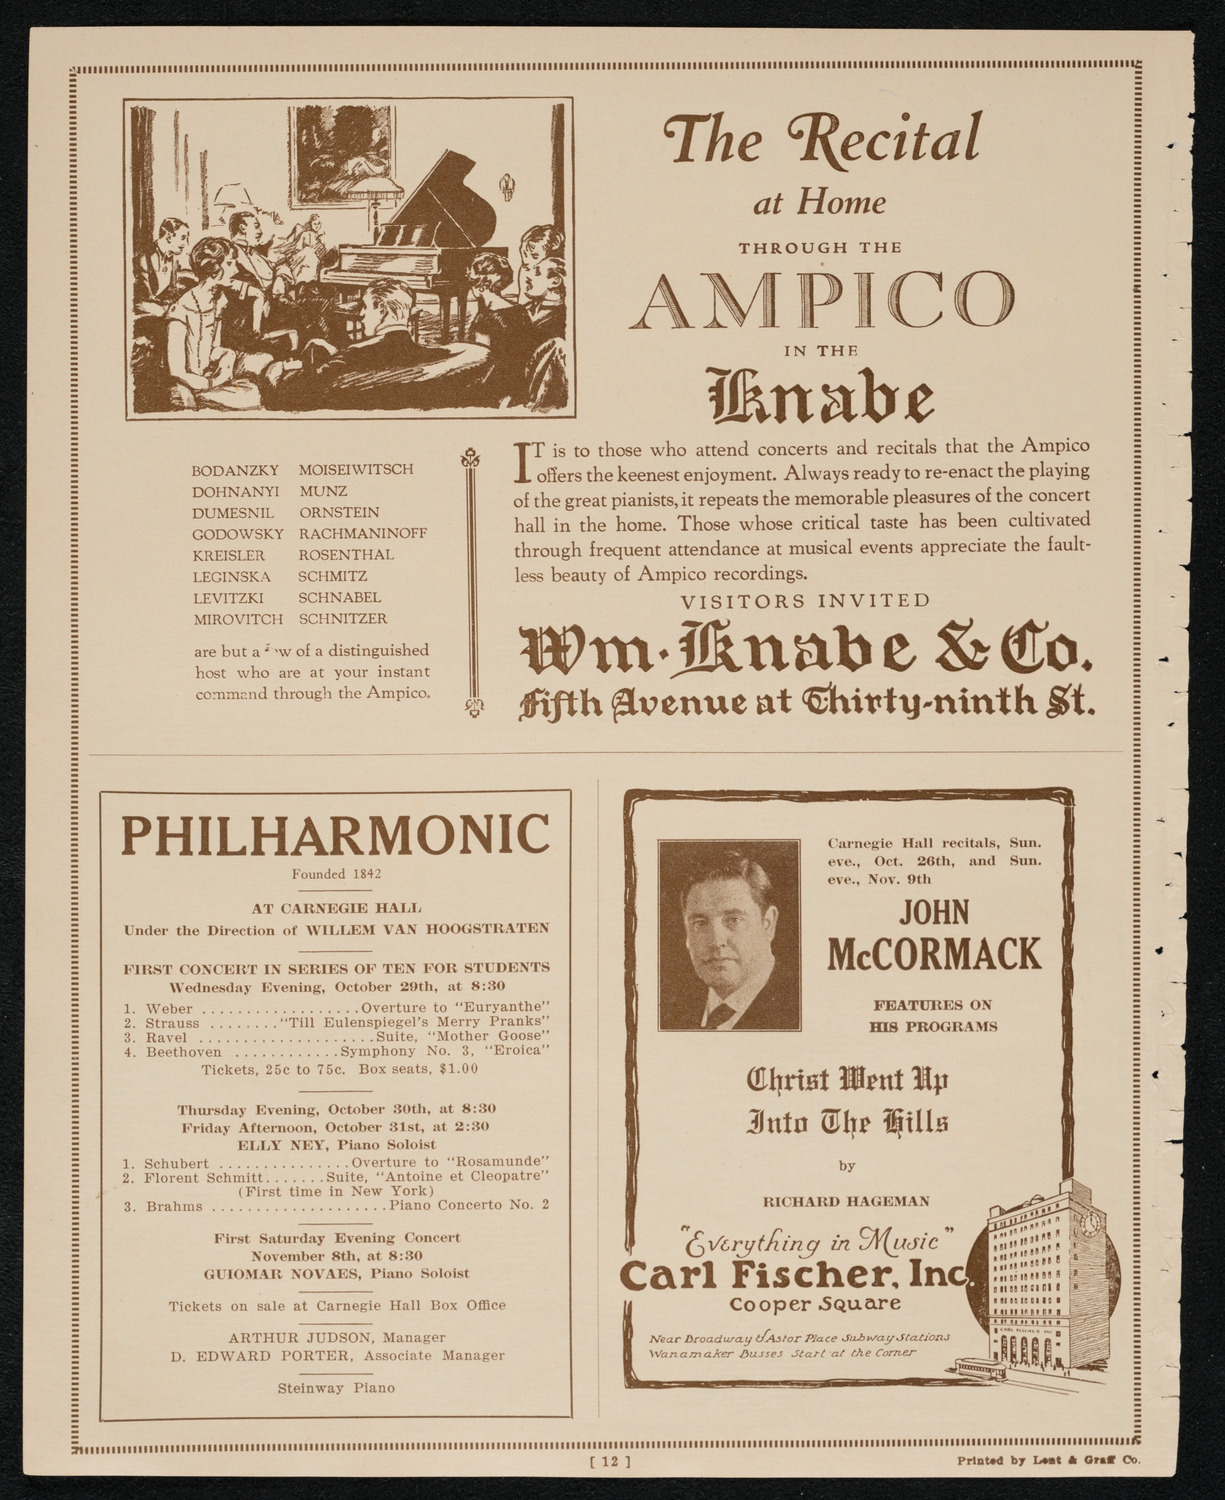 The Recital
at Home
THROUGH THE
AMPICO
IN THE
Knabe
BODANZKY MOISEIWITSCH
DOHNANYI MUNZ
DUMESNIL ORNSTEIN
GODOWSKY RACHMANINOFF
KREISLER ROSENTHAL
LEGINSKA SCHMITZ
LEVITZKI SCHNABEL
MIROVITCH SCHNITZER
are but a few of a distinguished
host who are at your instant
command through the Ampico.
IT is to those who attend concerts and recitals that the Ampico
offers the keenest enjoyment. Always ready to re-enact the playing
of the great pianists, it repeats the memorable pleasures of the concert
hall in the home. Those whose critical taste has been cultivated
through frequent attendance at musical events appreciate the fault-
less beauty of Ampico recordings.
VISITORS INVITED
Wm. Knabe & Co.
Fifth Avenue at Thirty-ninth St.
PHILHARMONIC
Founded 1842
AT CARNEGIE HALL
Under the Direction of WILLEM VAN HOOGSTRATEN
FIRST CONCERT IN SERIES OF TEN FOR STUDENTS
Wednesday Evening, October 29th, at 8:30
1. Weber ..................Overture to "Euryanthe"
2. Strauss ........"Till Eulenspiegel's Merry Pranks"
3. Ravel ....................Suite, "Mother Goose"
4. Beethoven ............Symphony No. 3, "Eroica"
Tickets, 25c to 75c. Box seats, $1.00
Thursday Evening, October 30th, at 8:30
Friday Afternoon, October 31st, at 2:30
ELLY NEY, Piano Soloist
1. Schubert ...............Overture to "Rosamunde"
2. Florent Schmitt.......Suite, "Antoine et Cleopatre"
(First time in New York)
3. Brahms ....................Piano Concerto No. 2
First Saturday Evening Concert
November 8th, at 8:30
GUIOMAR NOVAES, Piano Soloist
Tickets on sale at Carnegie Hall Box Office
ARTHUR JUDSON, Manager
D. EDWARD PORTER, Associate Manager
Steinway Piano
Carnegie Hall recitals, Sun.
eve., Oct. 26th, and Sun.
eve., Nov. 9th
JOHN
McCORMACK
FEATURES ON
HIS PROGRAMS
Christ Went Up
Into The Hills
by
RICHARD HAGEMAN
"Everything in Music"
Carl Fischer, Inc.
Cooper Square
Near Broadway & Astor Place Subway Stations
Wanamaker Busses Start at the Corner
CARL FISCHER INC
[ 12 ]
Printed by Lent & Graff Co.